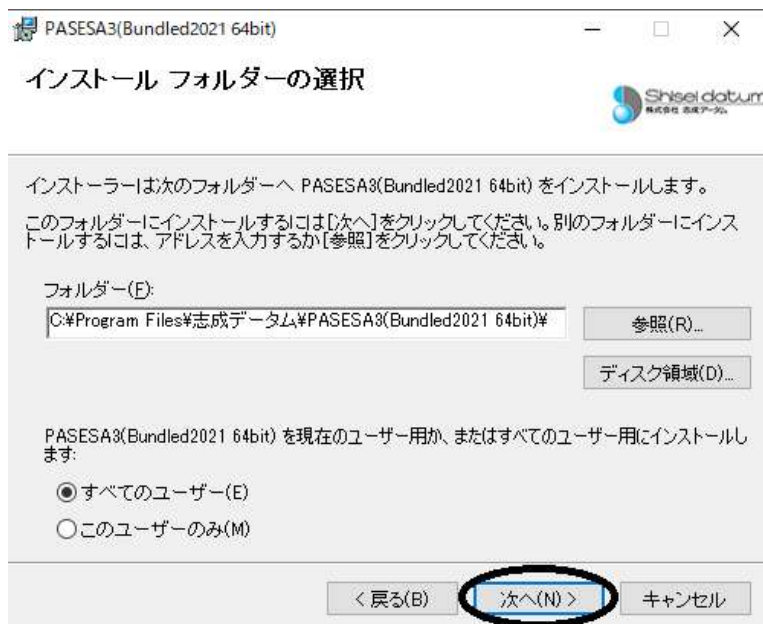 PASESA3(Bundled2021 64bit)
インストール フォルダーの選択
Shisei datum
株式会社 志成データム
インストーラーは次のフォルダーへ PASESA3(Bundled2021 64bit) をインストールします。
このフォルダーにインストールするには[次へ]をクリックしてください。別のフォルダーにインス
トールするには、アドレスを入力するか[参照]をクリックしてください。
フォルダー(F):
C:¥Program Files¥志成データム¥PASESA3(Bundled2021 64bit)¥
参照(R)...
ディスク領域(D)...
PASESA3(Bundled2021 64bit) を現在のユーザー用か、またはすべてのユーザー用にインストールし
ます:
すべてのユーザー(E)
このユーザーのみ(M)
< 戻る(B)
次へ(N) >
キャンセル